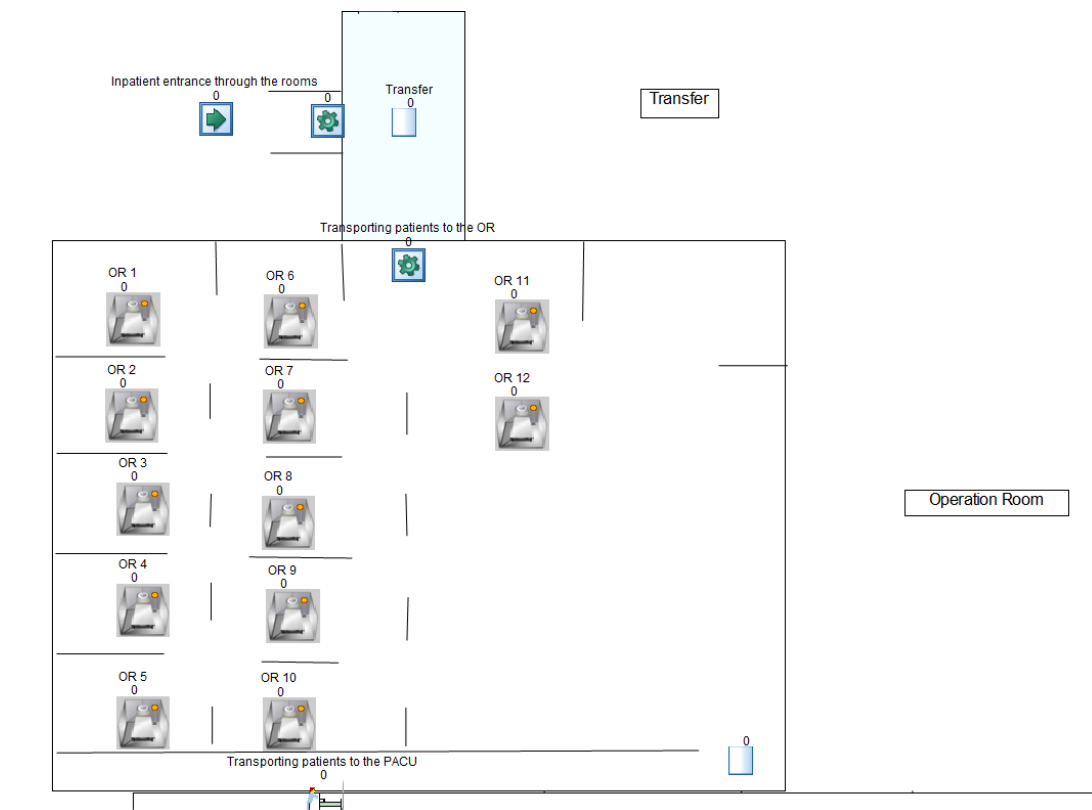 Inpatient entrance through the rooms
0
0
Transfer
0
Transfer
Transporting patients to the OR
0
OR 1
0
OR 6
0
OR 11
0
OR 2
0
OR 7
0
OR 12
0
OR 3
0
OR 8
0
Operation Room
OR 4
0
OR 9
0
OR 5
0
OR 10
0
0
Transporting patients to the PACU
0